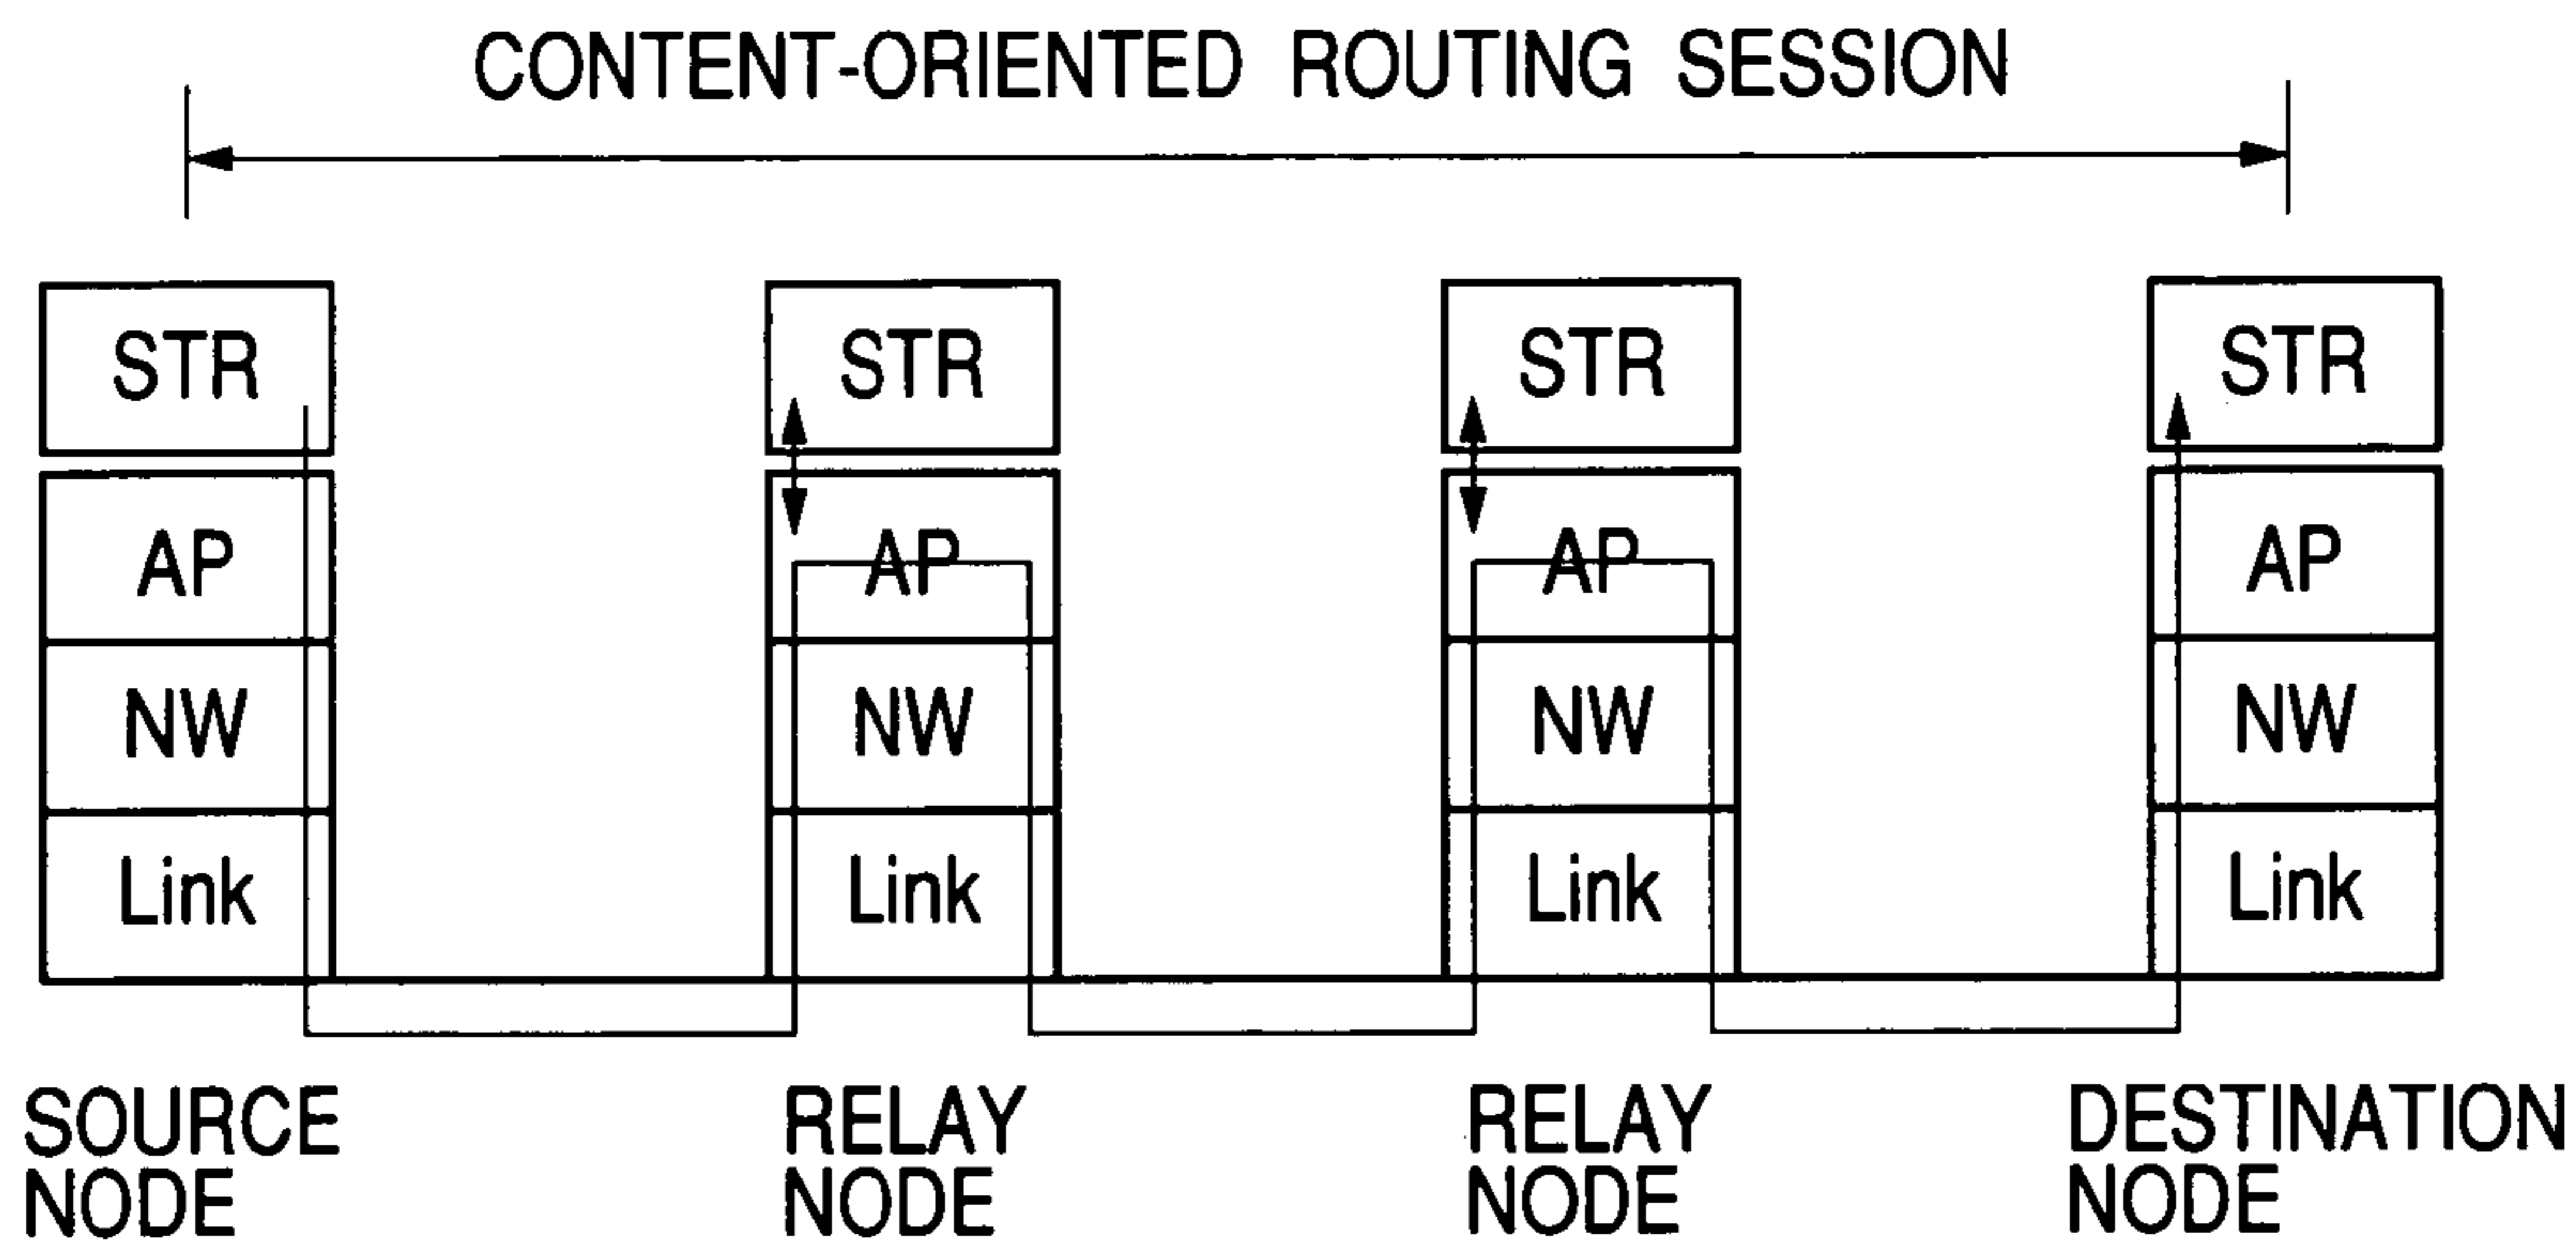 CONTENT-ORIENTED ROUTING SESSION
STR STR STR STR
AP AP AP AP
NW NW NW NW
Link Link Link Link
SOURCE NODE
RELAY NODE
RELAY NODE
DESTINATION NODE